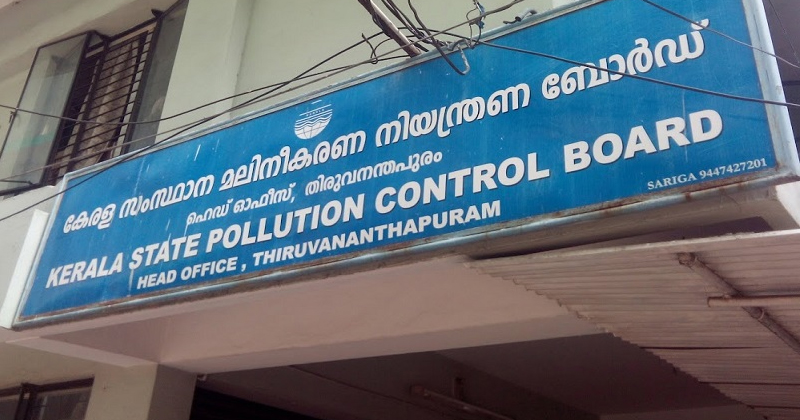 കേരള സംസ്ഥാന മലിനീകരണ നിയന്ത്രണ ബോർഡ്
ഹെഡ് ഓഫീസ്, തിരുവനന്തപുരം
KERALA STATE POLLUTION CONTROL BOARD
HEAD OFFICE, THIRUVANANTHAPURAM
SARIGA 9447427201